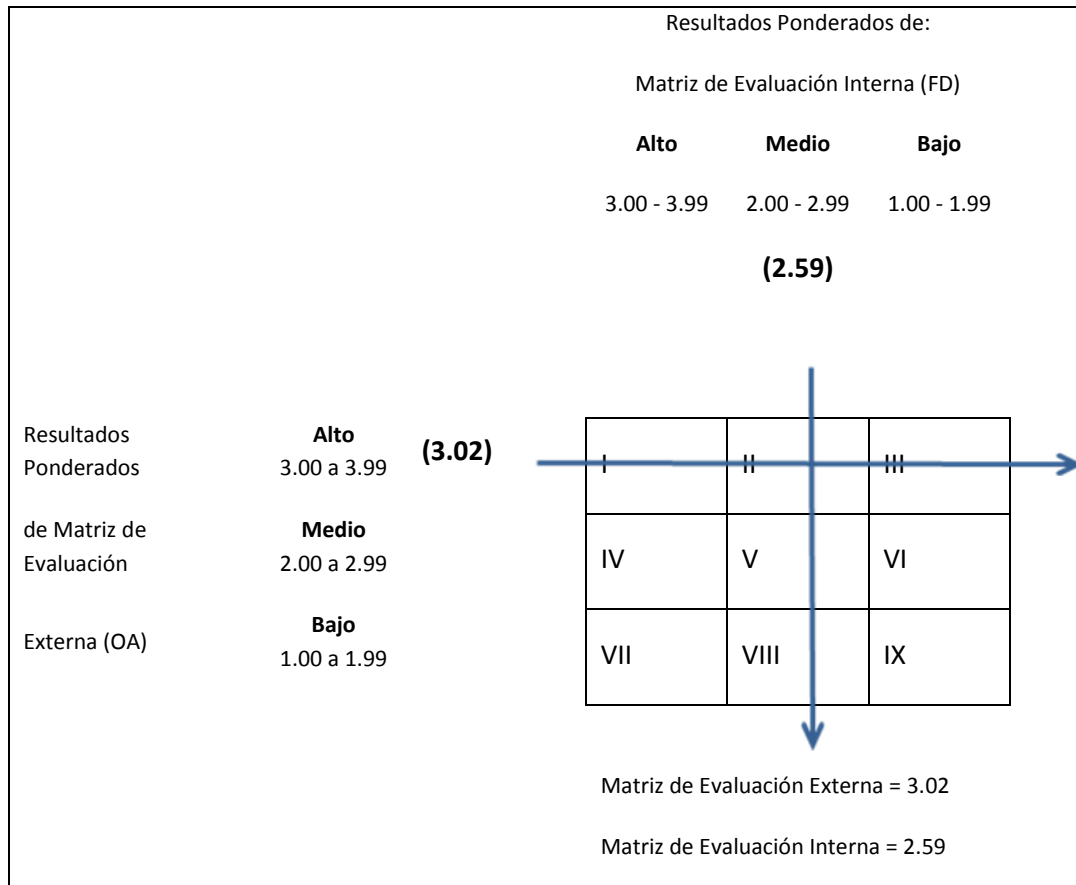 Resultados Ponderados de:
Matriz de Evaluación Interna (FD)
Alto Medio Bajo
3.00 - 3.99 2.00 - 2.99 1.00 - 1.99
(2.59)
Resultados Alto (3.02)
Ponderados 3.00 a 3.99
I II III
de Matriz de Medio
Evaluación 2.00 a 2.99
IV V VI
Externa (OA) Bajo
1.00 a 1.99
VII VIII IX
Matriz de Evaluación Externa = 3.02
Matriz de Evaluación Interna = 2.59